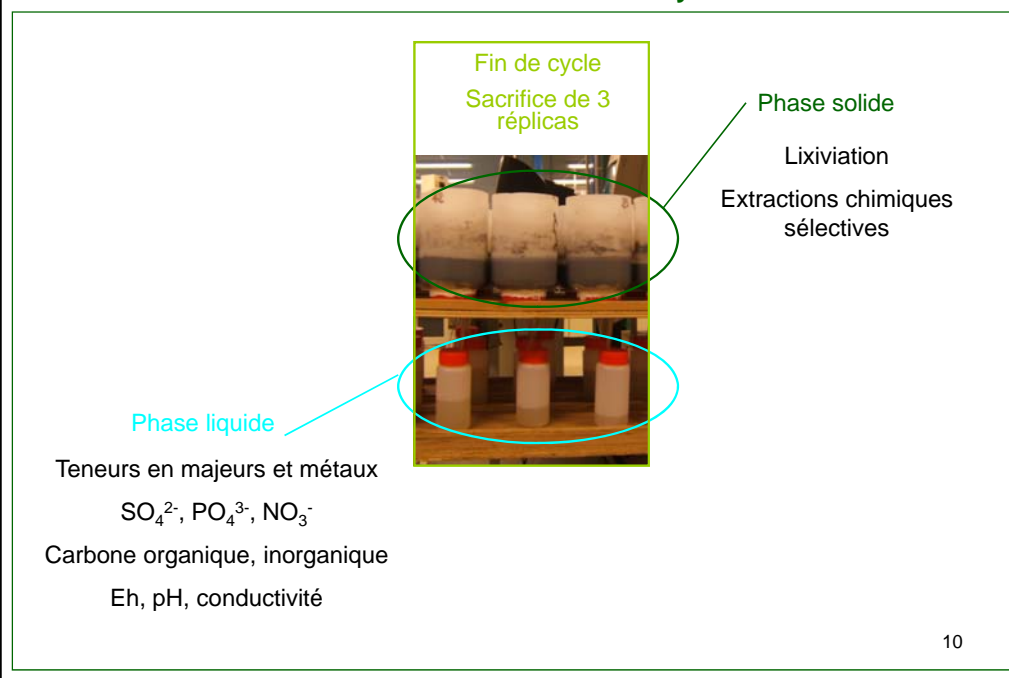 Fin de cycle
Sacrifice de 3
réplicas
Phase solide
Lixiviation
Extractions chimiques
sélectives
Phase liquide
Teneurs en majeurs et métaux
SO₄²⁻, PO₄³⁻, NO₃⁻
Carbone organique, inorganique
Eh, pH, conductivité
10